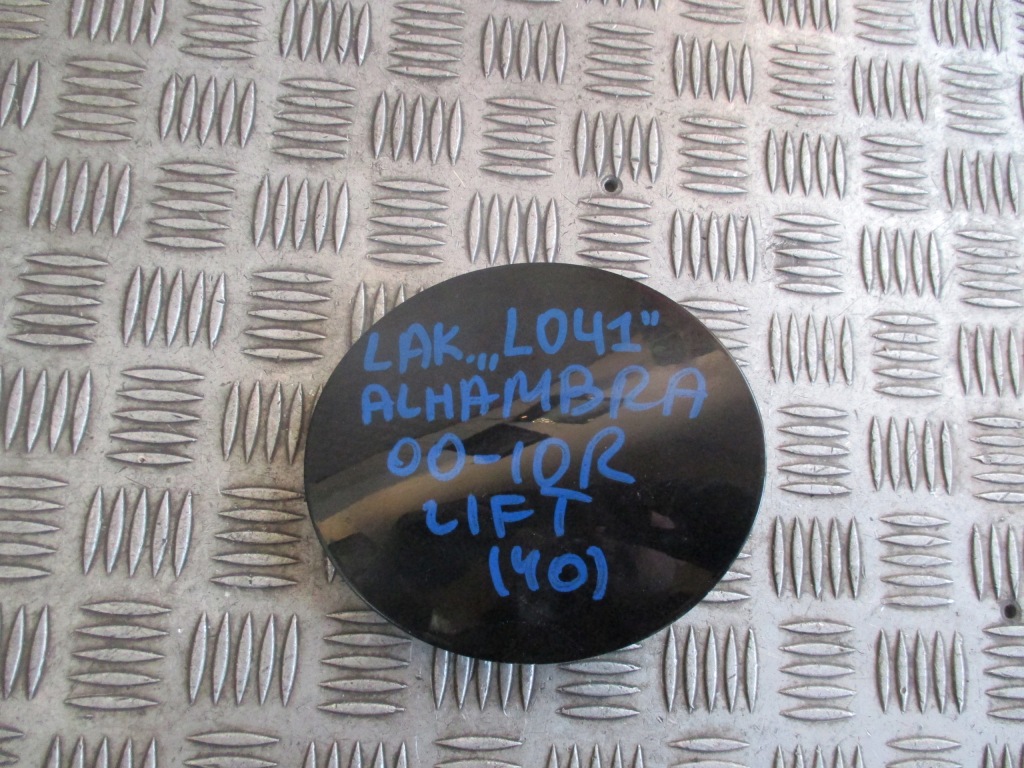 LAK. „L041"
ALHAMBRA
00-10R
LIFT
(40)